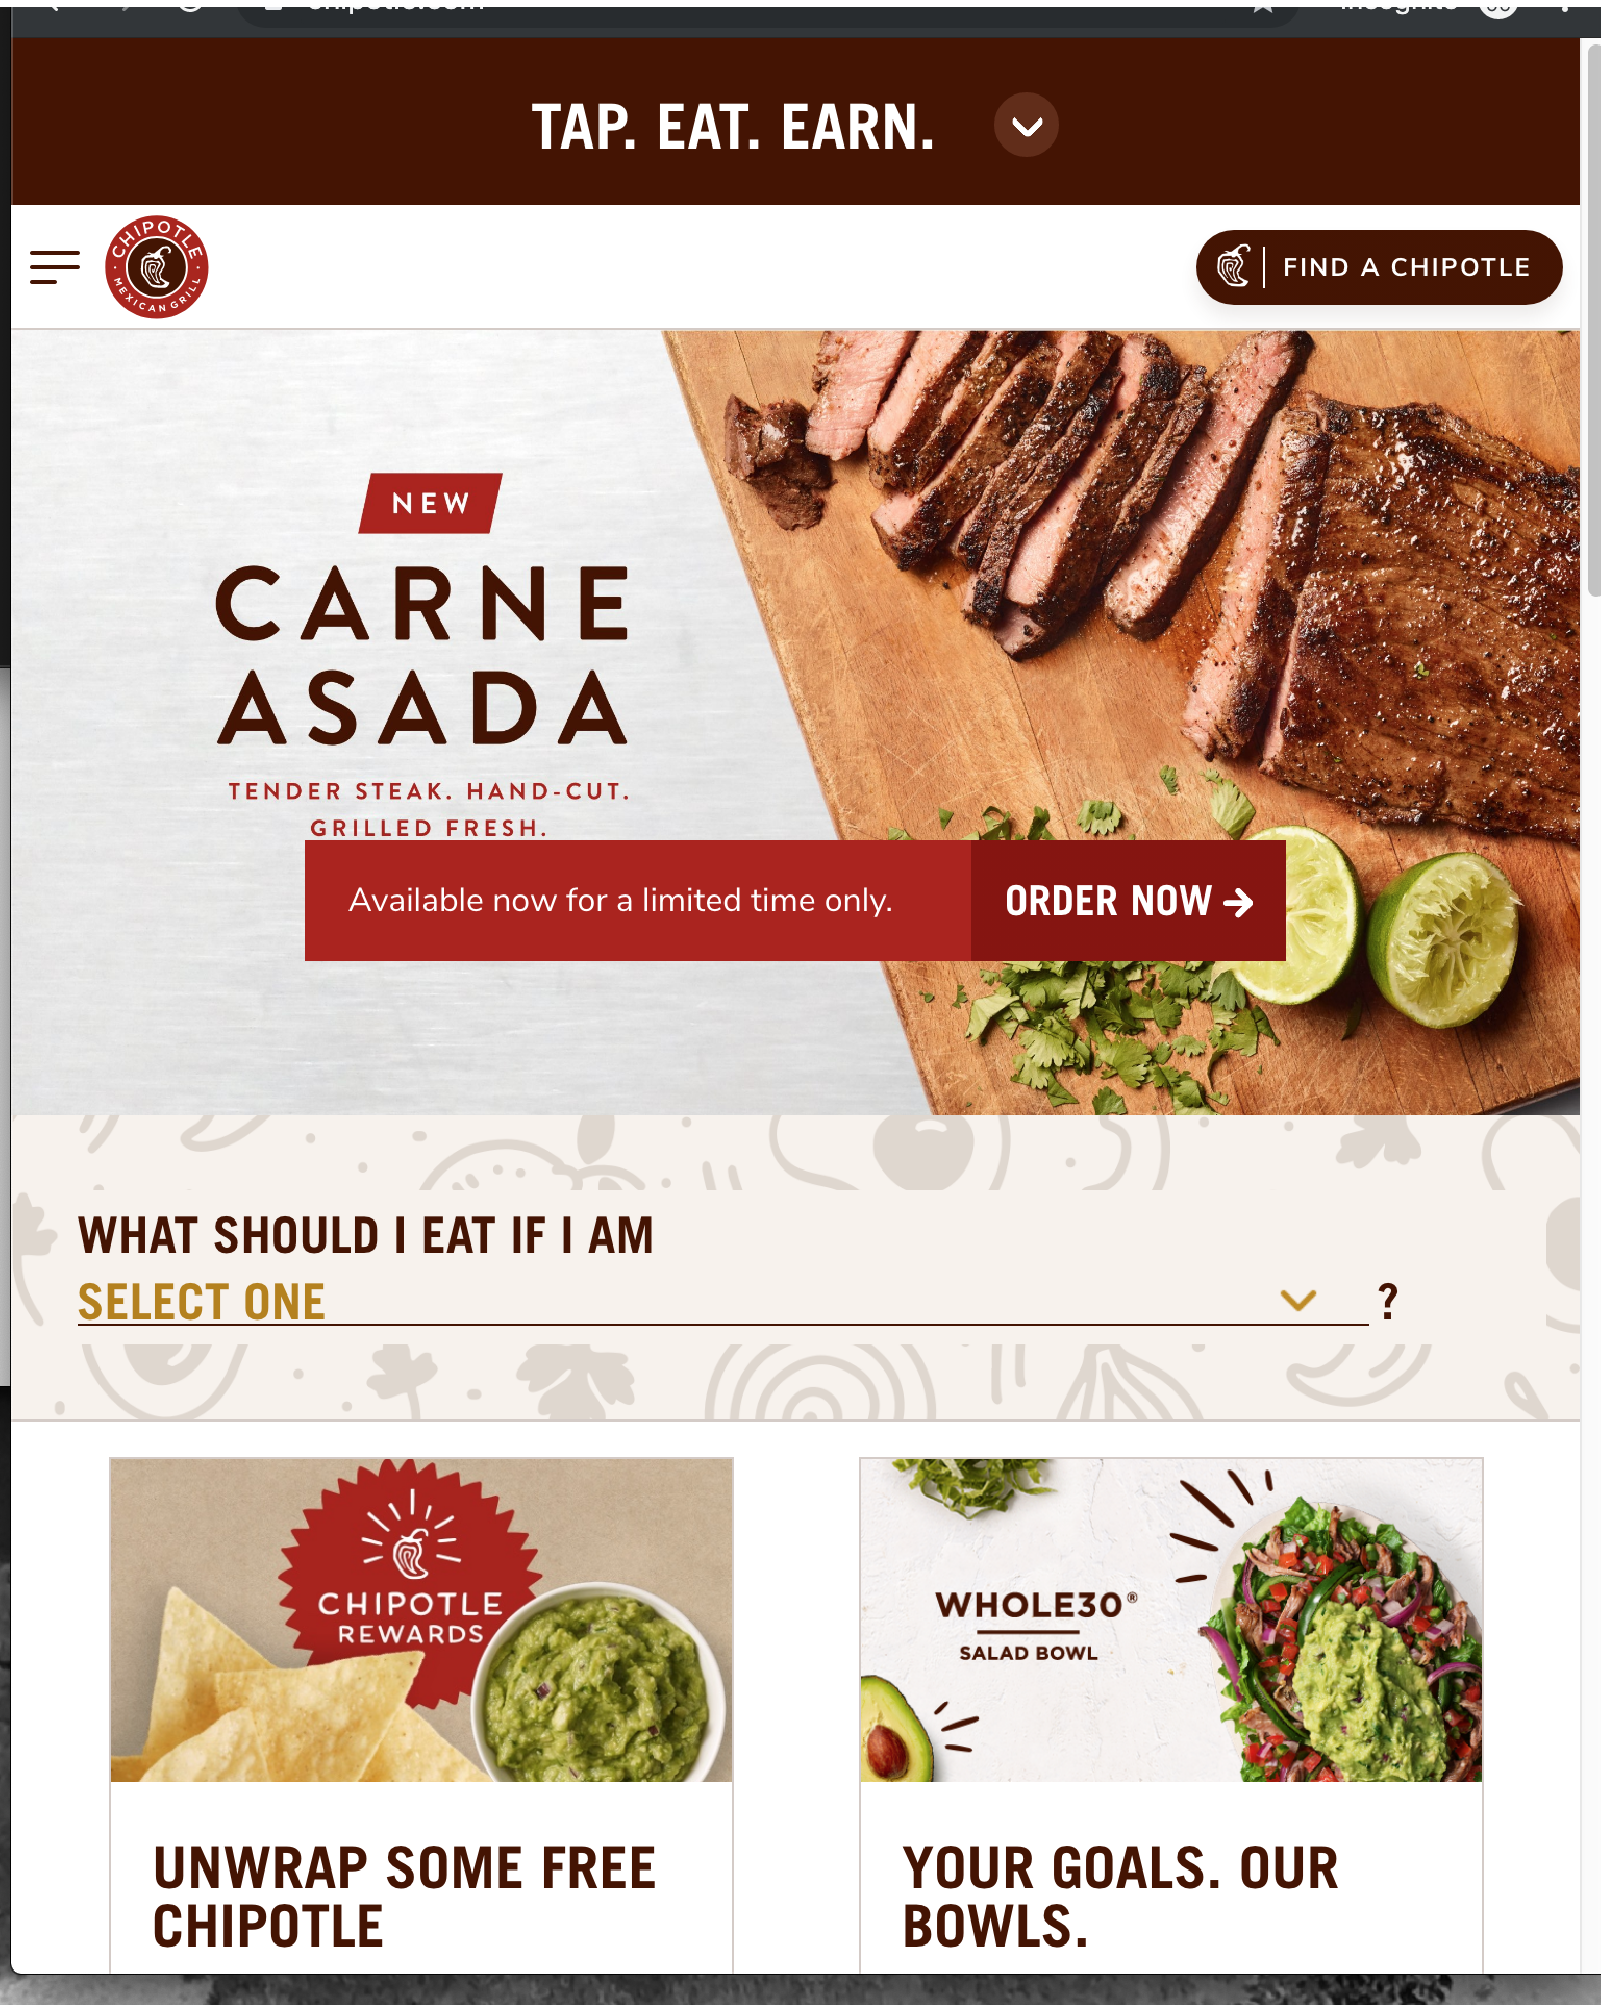 TAP. EAT. EARN.
CHIPOTLE
MEXICAN GRILL
FIND A CHIPOTLE
NEW
CARNE
ASADA
TENDER STEAK. HAND-CUT.
GRILLED FRESH.
Available now for a limited time only.
ORDER NOW
WHAT SHOULD I EAT IF I AM
SELECT ONE
?
CHIPOTLE
REWARDS
WHOLE30®
SALAD BOWL
UNWRAP SOME FREE
CHIPOTLE
YOUR GOALS. OUR
BOWLS.